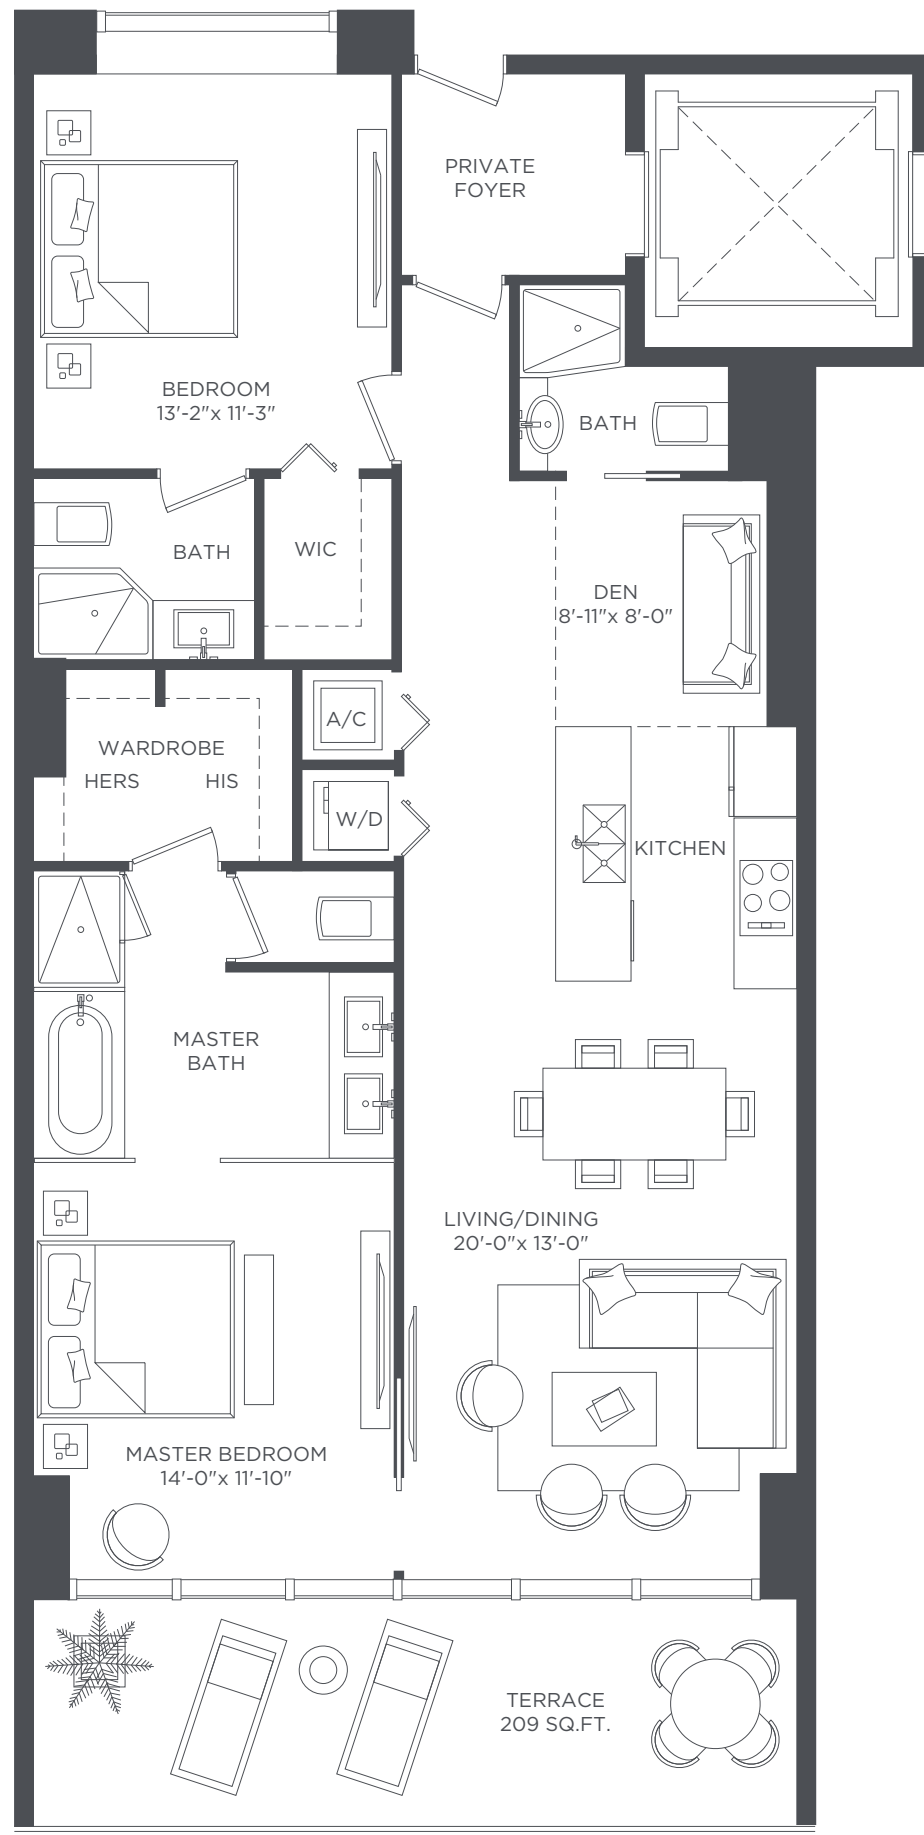 PRIVATE
FOYER
BEDROOM
13'-2"x 11'-3"
BATH
BATH
WIC
DEN
8'-11"x 8'-0"
A/C
WARDROBE
HERS HIS
W/D
KITCHEN
MASTER
BATH
LIVING/DINING
20'-0"x 13'-0"
MASTER BEDROOM
14'-0"x 11'-10"
TERRACE
209 SQ.FT.